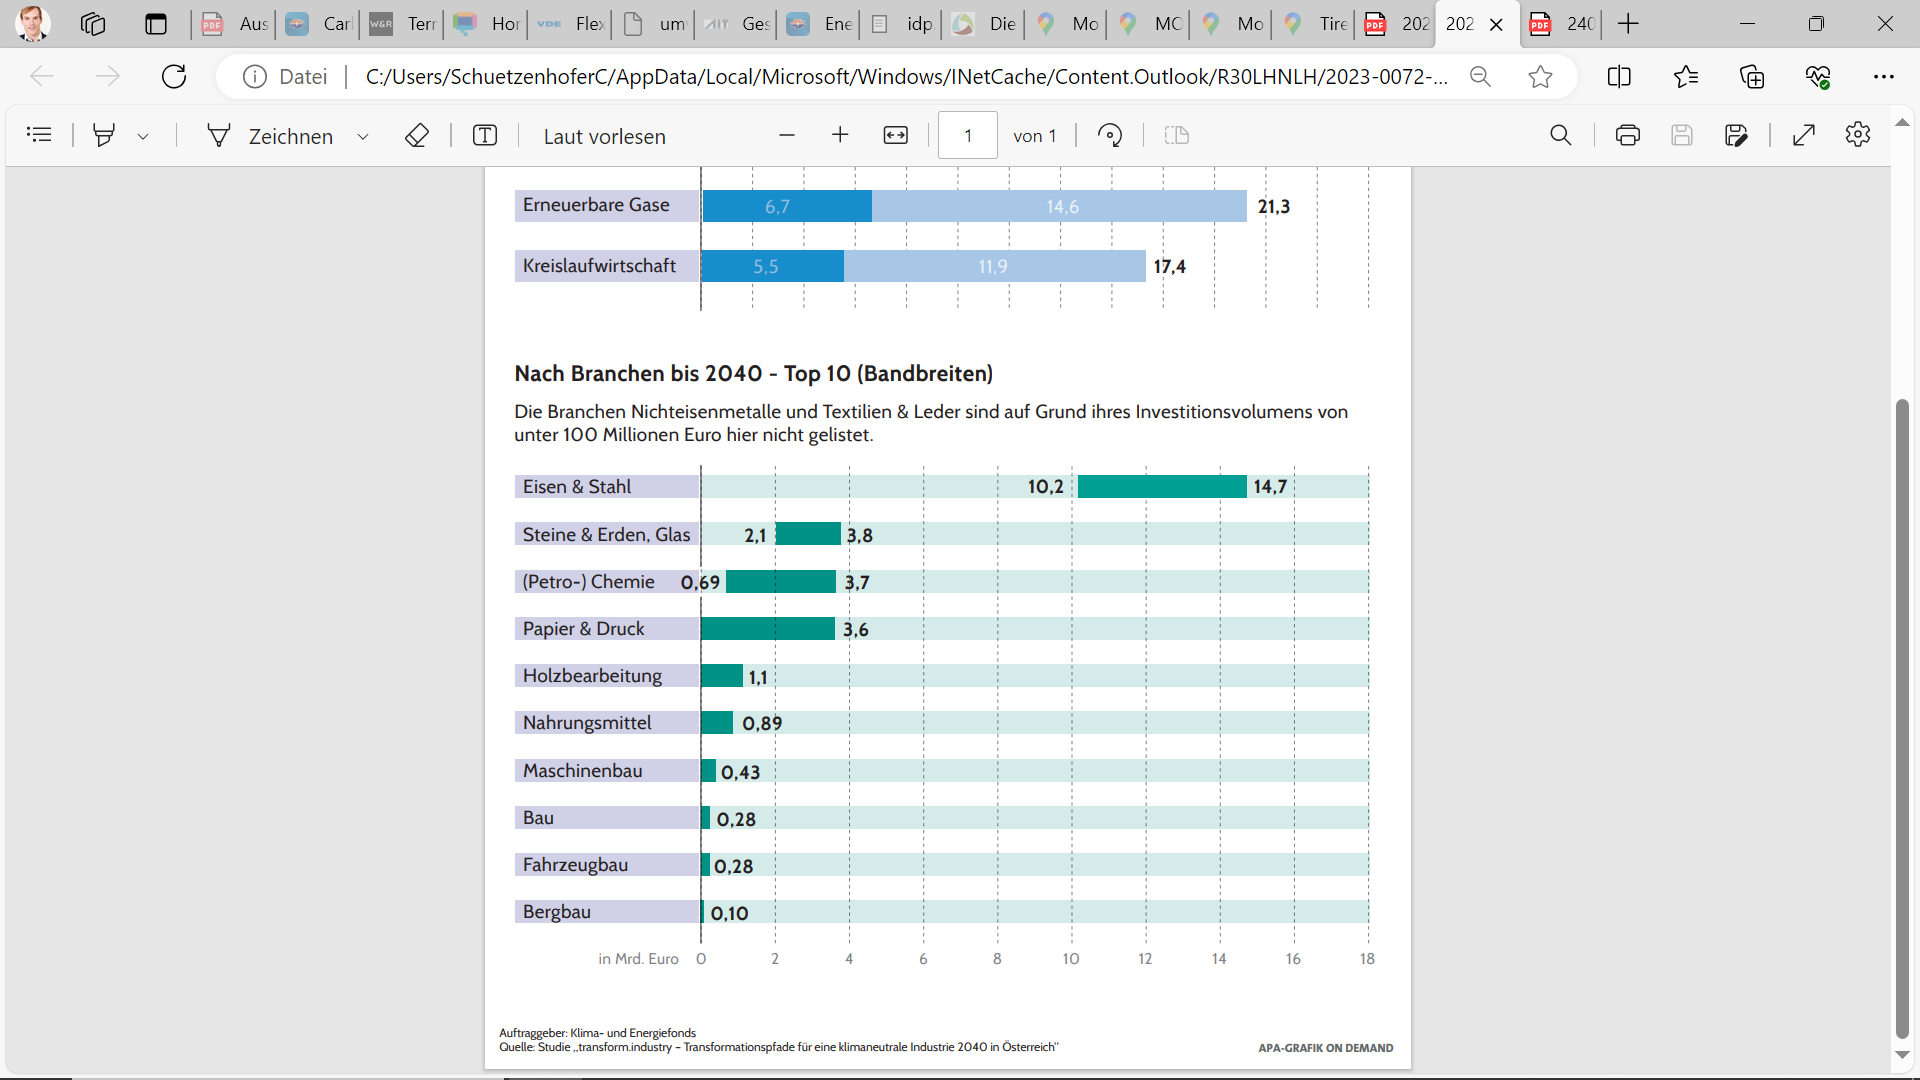 Aus
Carl
W&R
Terr
Hor
VDE
Flex
um
AIT
Ges
Ene
idp
Die
Mo
MC
Mo
Tire
PDF
202
202
PDF
240
Datei
C:/Users/SchuetzenhoferC/AppData/Local/Microsoft/Windows/INetCache/Content.Outlook/R30LHNLH/2023-0072-...
Zeichnen
Laut vorlesen
1
von 1
Erneuerbare Gase 6,7 14,6 21,3
Kreislaufwirtschaft 5,5 11,9 17,4
Nach Branchen bis 2040 - Top 10 (Bandbreiten)
Die Branchen Nichteisenmetalle und Textilien & Leder sind auf Grund ihres Investitionsvolumens von
unter 100 Millionen Euro hier nicht gelistet.
Eisen & Stahl 10,2 14,7
Steine & Erden, Glas 2,1 3,8
(Petro-) Chemie 0,69 3,7
Papier & Druck 3,6
Holzbearbeitung 1,1
Nahrungsmittel 0,89
Maschinenbau 0,43
Bau 0,28
Fahrzeugbau 0,28
Bergbau 0,10
in Mrd. Euro 0 2 4 6 8 10 12 14 16 18
Auftraggeber: Klima- und Energiefonds
Quelle: Studie „transform.industry – Transformationspfade für eine klimaneutrale Industrie 2040 in Österreich“
APA-GRAFIK ON DEMAND